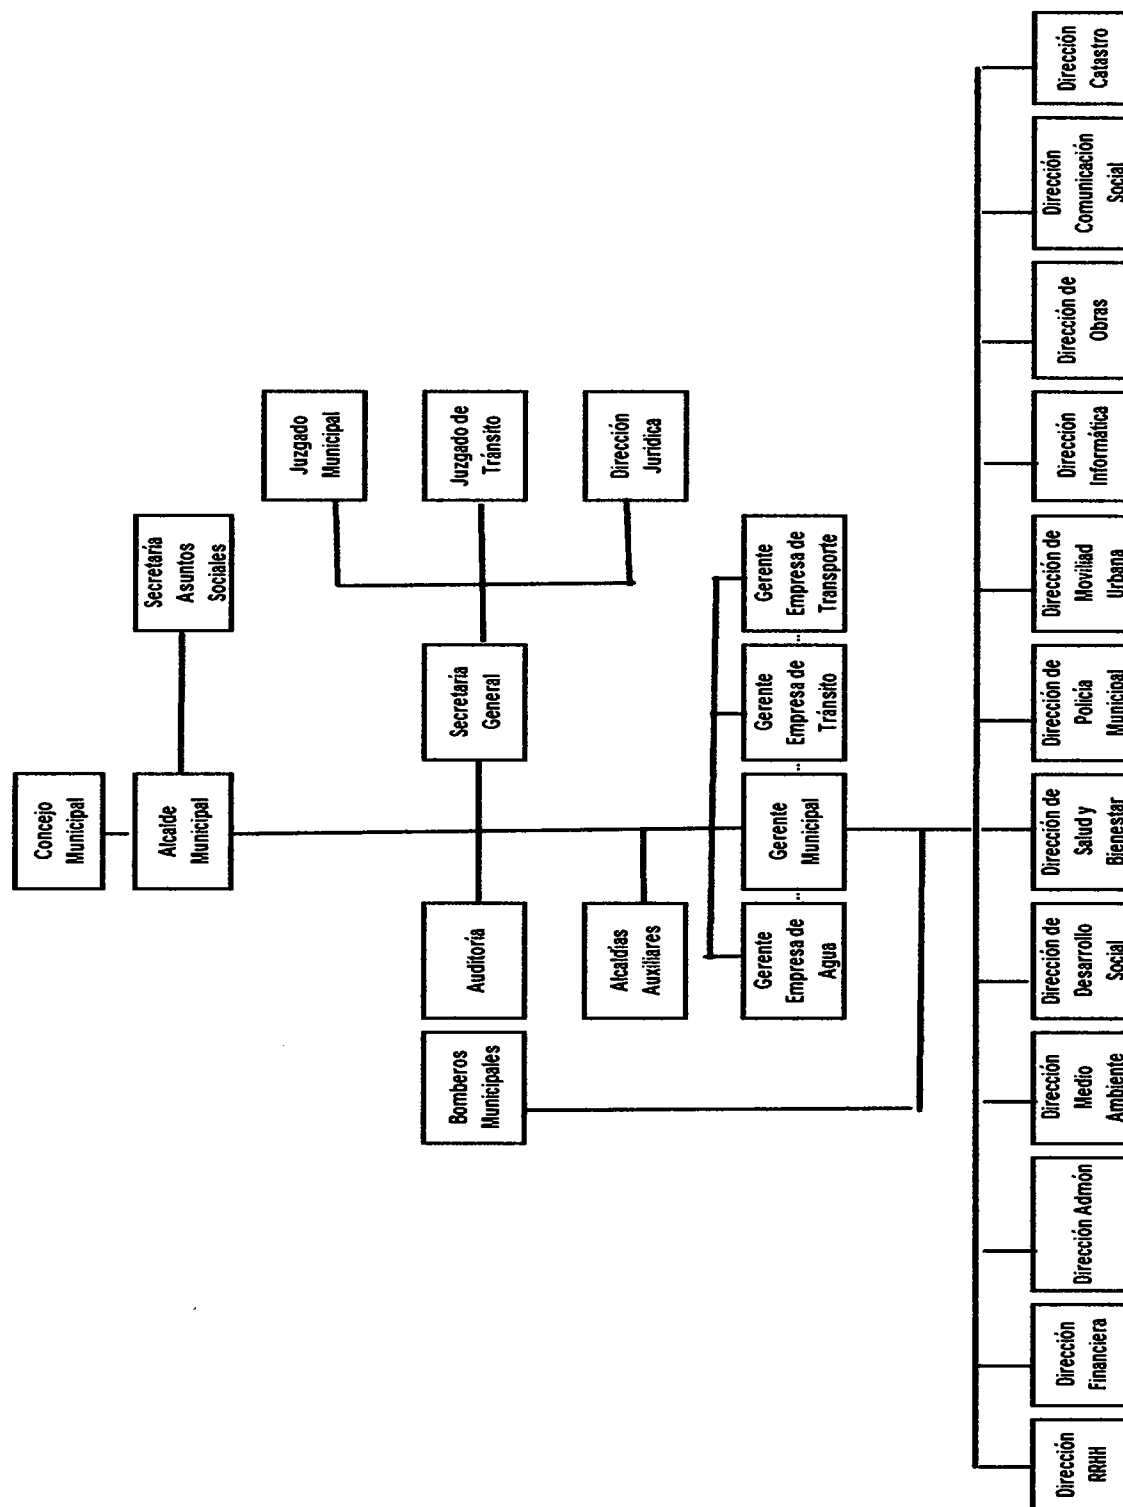 Concejo
Municipal
Alcalde
Municipal
Secretaría
Asuntos
Sociales
Juzgado
Municipal
Bomberos
Municipales
Auditoría
Secretaría
General
Juzgado de
Tránsito
Alcaldías
Auxiliares
Dirección
Jurídica
Gerente
Empresa de
Agua
Gerente
Municipal
Gerente
Empresa de
Tránsito
Gerente
Empresa de
Transporte
Dirección
RRHH
Dirección
Financiera
Dirección Admón
Dirección
Medio
Ambiente
Dirección de
Desarrollo
Social
Dirección de
Salud y
Bienestar
Dirección de
Policía
Municioal
Dirección de
Moviliad
Urbana
Dirección
Informática
Dirección de
Obras
Dirección
Comunicación
Social
Dirección
Catastro